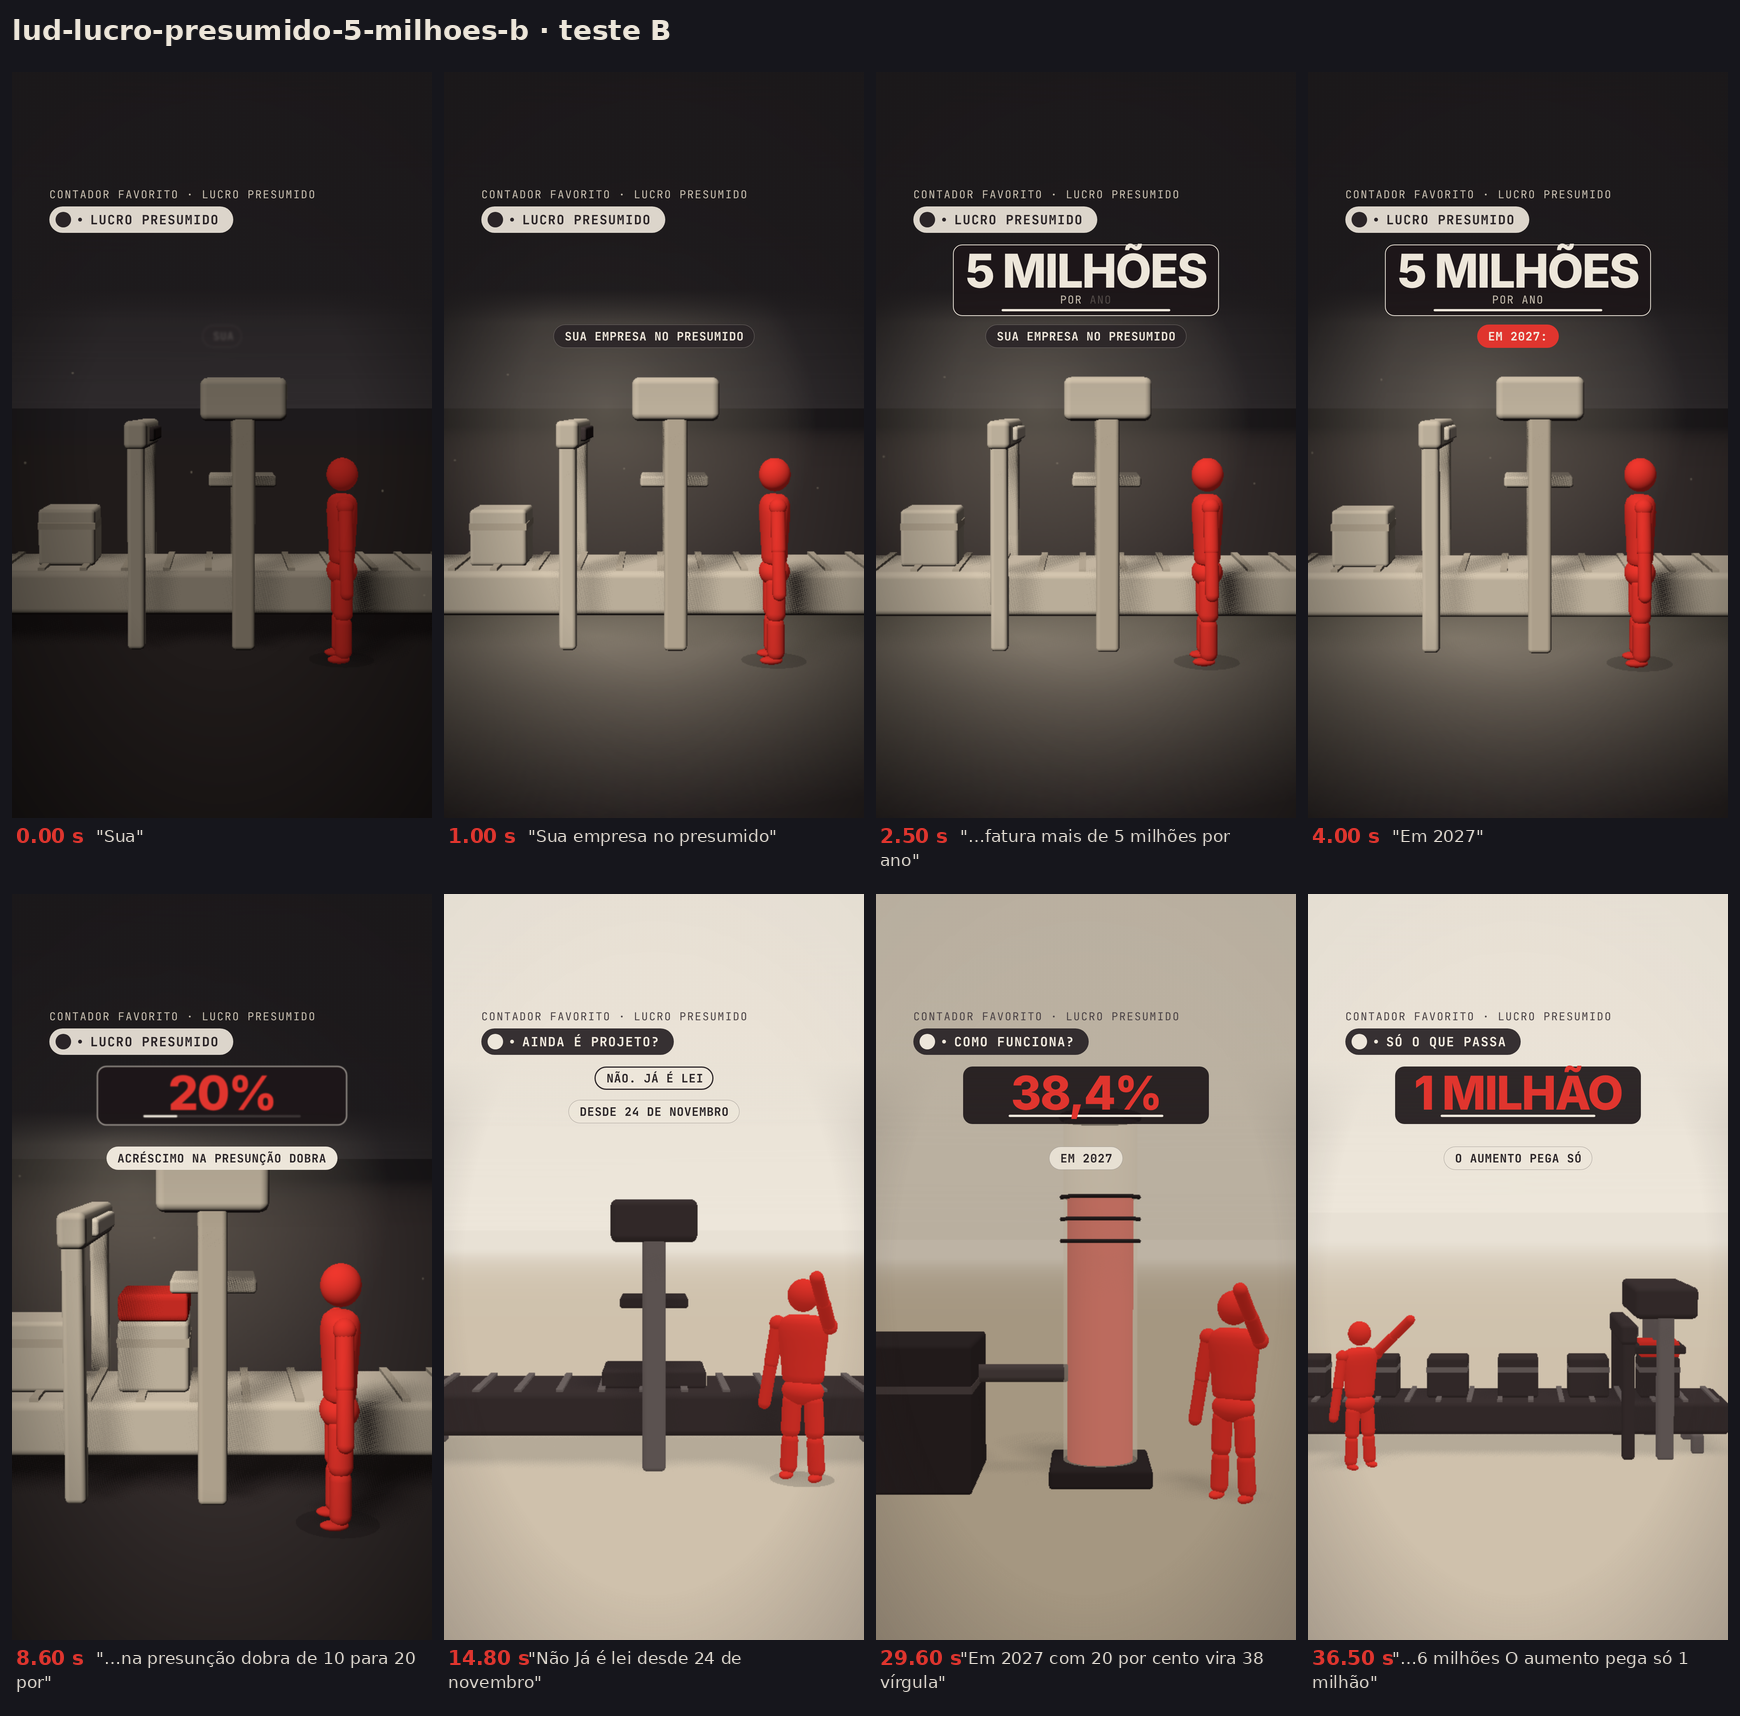 lud-lucro-presumido-5-milhoes-b · teste B
CONTADOR FAVORITO · LUCRO PRESUMIDO
• LUCRO PRESUMIDO
SUA
0.00 s "Sua"
CONTADOR FAVORITO · LUCRO PRESUMIDO
• LUCRO PRESUMIDO
SUA EMPRESA NO PRESUMIDO
1.00 s "Sua empresa no presumido"
CONTADOR FAVORITO · LUCRO PRESUMIDO
• LUCRO PRESUMIDO
5 MILHÕES
POR ANO
SUA EMPRESA NO PRESUMIDO
2.50 s "...fatura mais de 5 milhões por
ano"
CONTADOR FAVORITO · LUCRO PRESUMIDO
• LUCRO PRESUMIDO
5 MILHÕES
POR ANO
EM 2027:
4.00 s "Em 2027"
CONTADOR FAVORITO · LUCRO PRESUMIDO
• LUCRO PRESUMIDO
20%
ACRÉSCIMO NA PRESUNÇÃO DOBRA
8.60 s "...na presunção dobra de 10 para 20
por"
CONTADOR FAVORITO · LUCRO PRESUMIDO
• AINDA É PROJETO?
NÃO. JÁ É LEI
DESDE 24 DE NOVEMBRO
14.80 s "Não Já é lei desde 24 de
novembro"
CONTADOR FAVORITO · LUCRO PRESUMIDO
• COMO FUNCIONA?
38,4%
EM 2027
29.60 s "Em 2027 com 20 por cento vira 38
vírgula"
CONTADOR FAVORITO · LUCRO PRESUMIDO
• SÓ O QUE PASSA
1 MILHÃO
O AUMENTO PEGA SÓ
36.50 s "...6 milhões O aumento pega só 1
milhão"